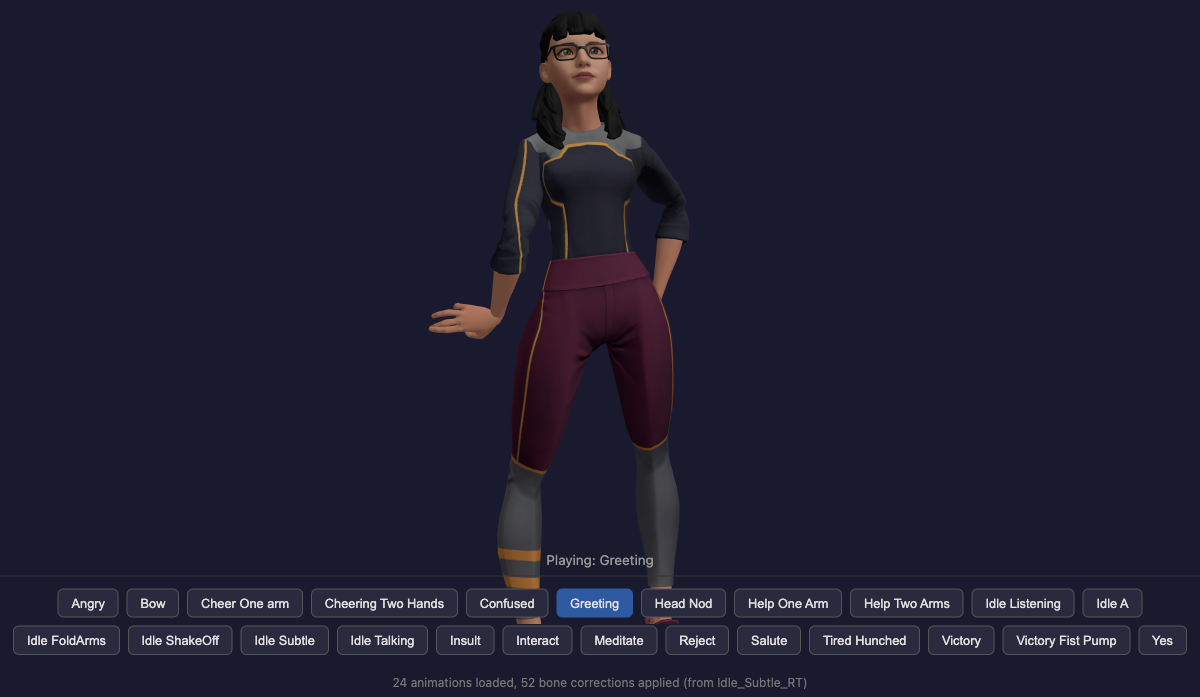 Playing: Greeting
Angry Bow Cheer One arm Cheering Two Hands Confused Greeting Head Nod Help One Arm Help Two Arms Idle Listening Idle A
Idle FoldArms Idle ShakeOff Idle Subtle Idle Talking Insult Interact Meditate Reject Salute Tired Hunched Victory Victory Fist Pump Yes
24 animations loaded, 52 bone corrections applied (from Idle_Subtle_RT)